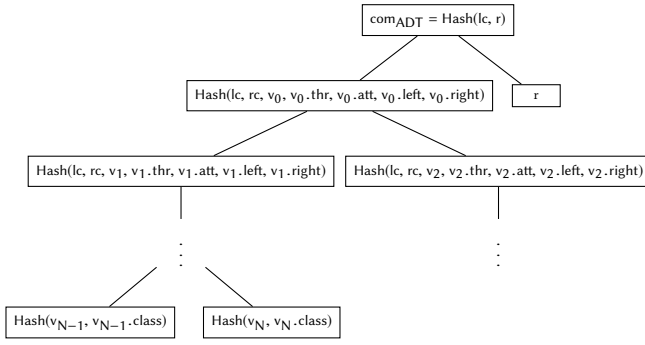 com_ADT = Hash(lc, r)
Hash(lc, rc, v_0, v_0.thr, v_0.att, v_0.left, v_0.right)
r
Hash(lc, rc, v_1, v_1.thr, v_1.att, v_1.left, v_1.right)
Hash(lc, rc, v_2, v_2.thr, v_2.att, v_2.left, v_2.right)
⋮
⋮
Hash(v_{N−1}, v_{N−1}.class)
Hash(v_N, v_N.class)